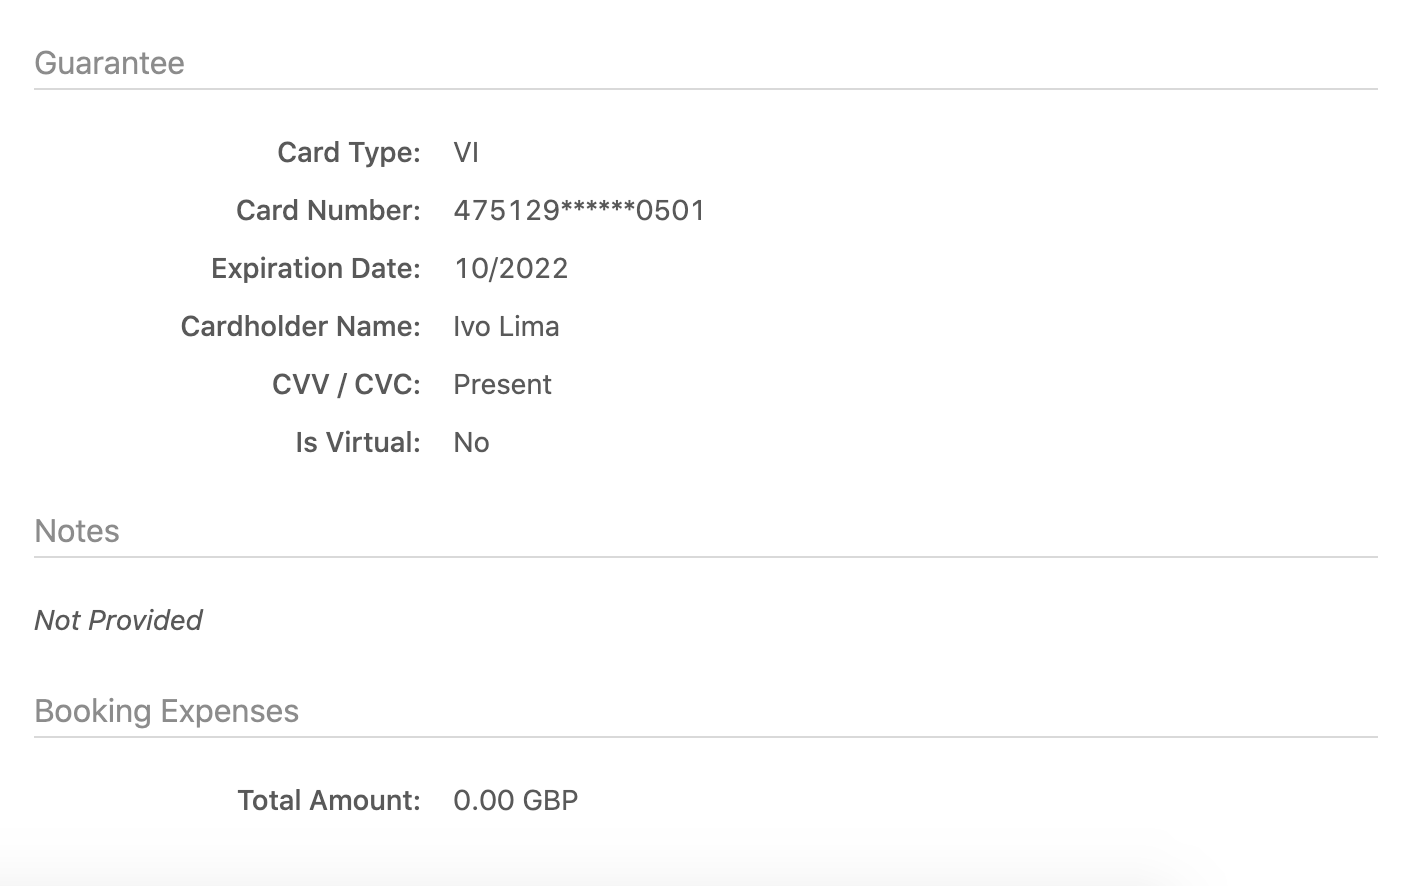 Guarantee
Card Type: VI
Card Number: 475129******0501
Expiration Date: 10/2022
Cardholder Name: Ivo Lima
CVV / CVC: Present
Is Virtual: No
Notes
Not Provided
Booking Expenses
Total Amount: 0.00 GBP